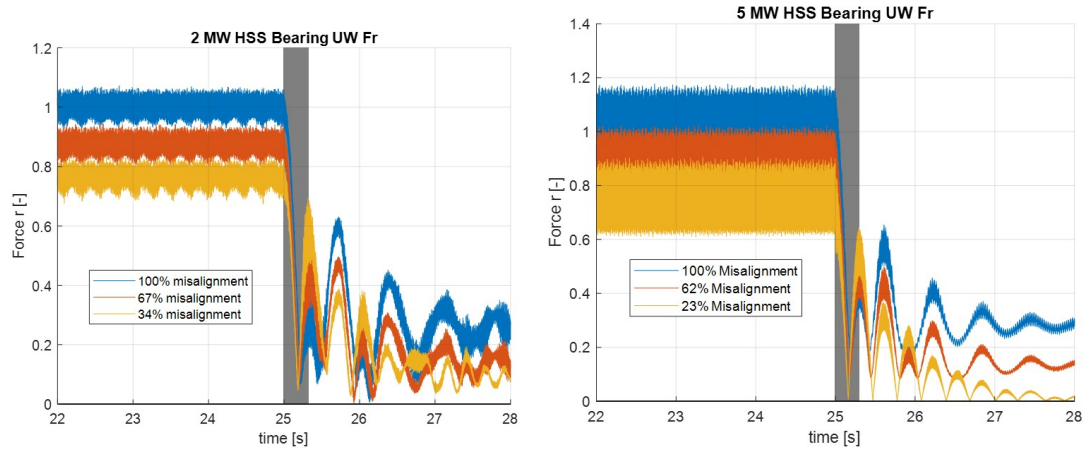 2 MW HSS Bearing UW Fr
1.2
1
0.8
0.6
0.4
0.2
0
Force r [-]
100% misalignment
67% misalignment
34% misalignment
22
23
24
25
26
27
28
time [s]
5 MW HSS Bearing UW Fr
1.4
1.2
1
0.8
0.6
0.4
0.2
0
Force r [-]
100% Misalignment
62% Misalignment
23% Misalignment
22
23
24
25
26
27
28
time [s]